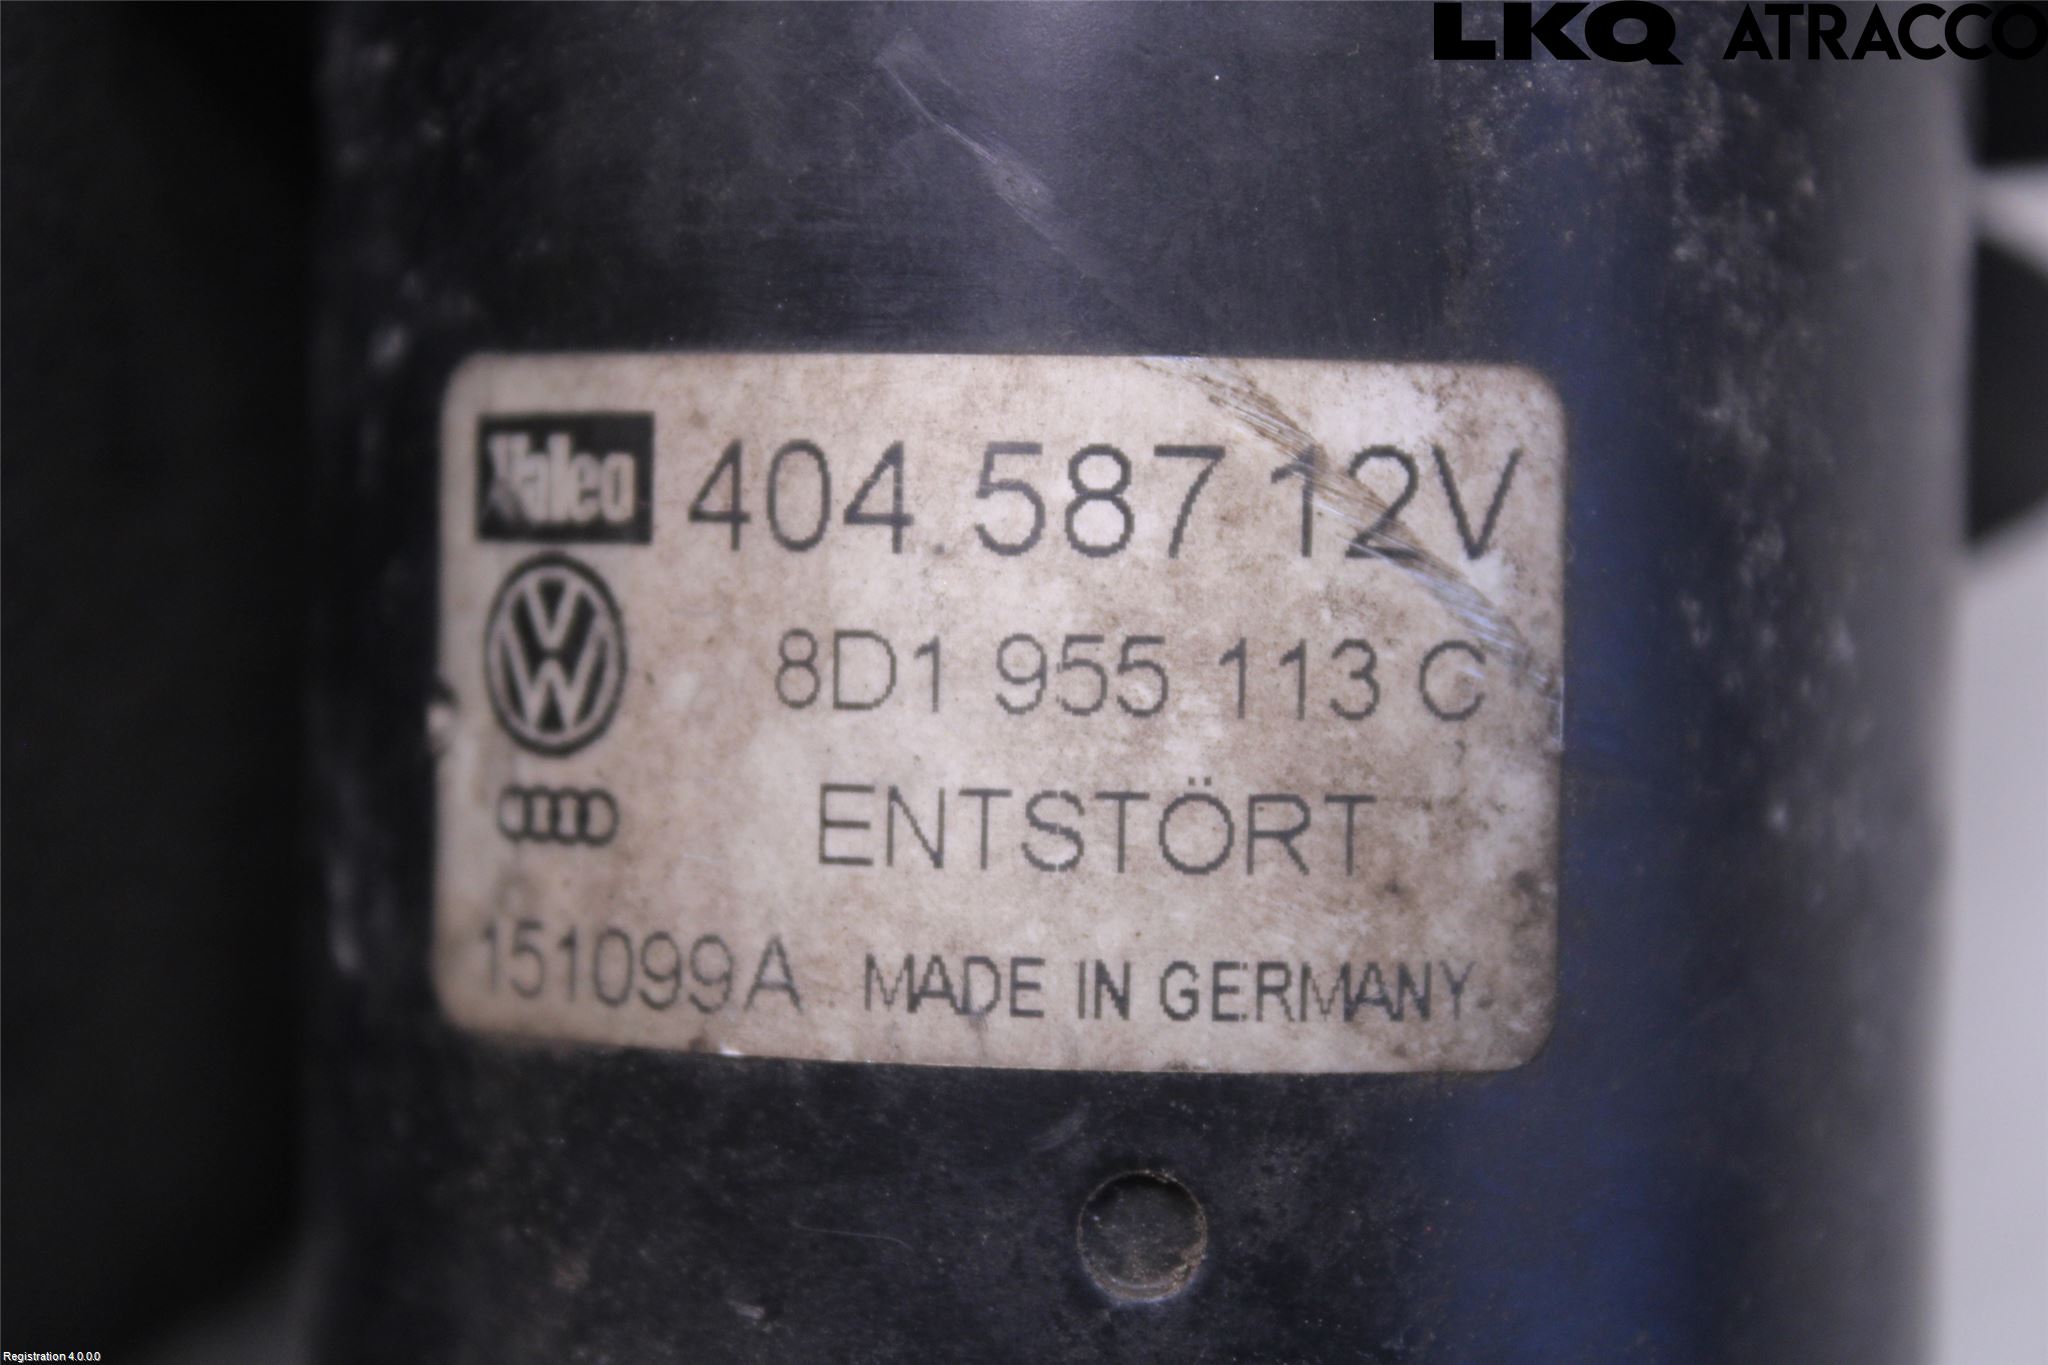 LKQ ATRACCO
Valeo 404.587 12V
8D1 955 113 C
ENTSTÖRT
151099A MADE IN GERMANY
Registration 4.0.0.0